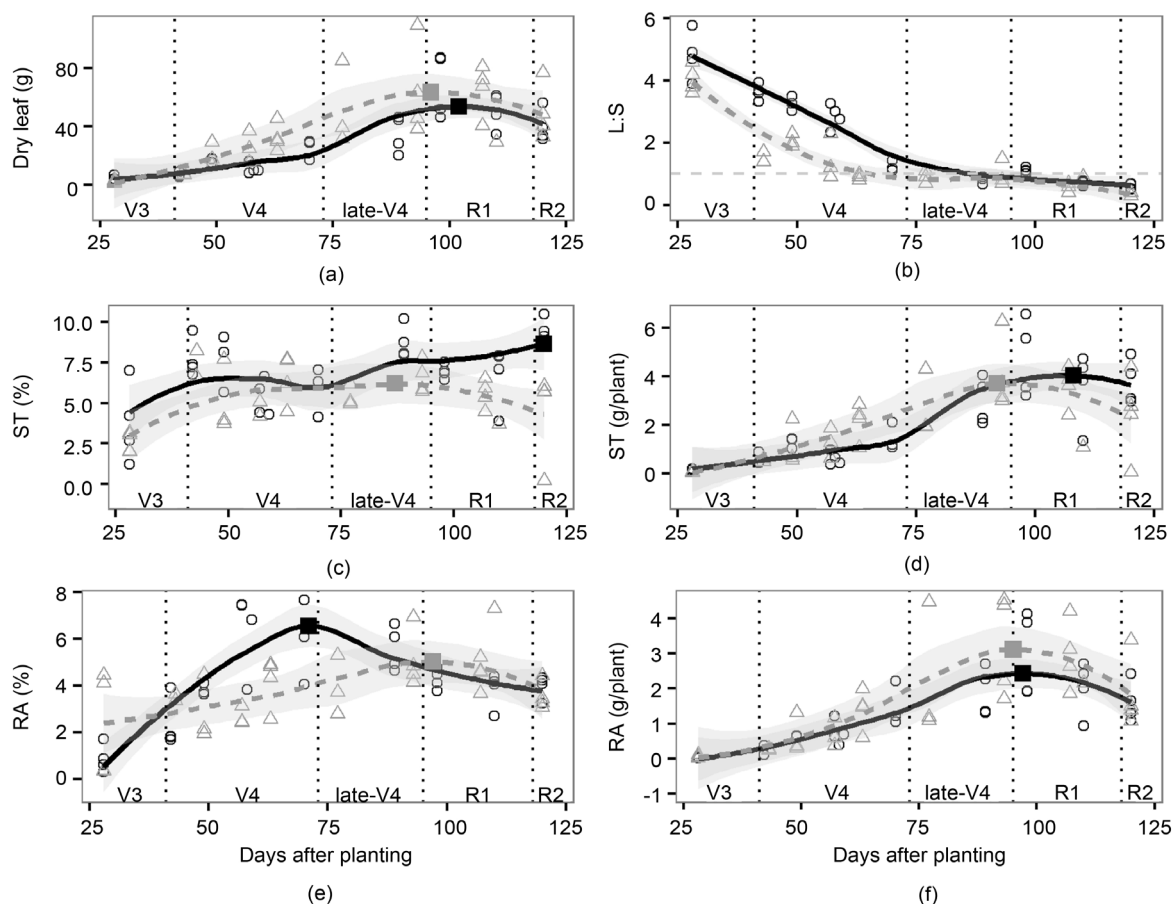 Dry leaf (g)
80
40
0
V3 V4 late-V4 R1 R2
25 50 75 100 125
(a)
L:S
6
4
2
0
V3 V4 late-V4 R1 R2
25 50 75 100 125
(b)
ST (%)
10.0
7.5
5.0
2.5
0.0
V3 V4 late-V4 R1 R2
25 50 75 100 125
(c)
ST (g/plant)
6
4
2
0
V3 V4 late-V4 R1 R2
25 50 75 100 125
(d)
RA (%)
8
6
4
2
0
V3 V4 late-V4 R1 R2
25 50 75 100 125
Days after planting
(e)
RA (g/plant)
4
3
2
1
0
-1
V3 V4 late-V4 R1 R2
25 50 75 100 125
Days after planting
(f)